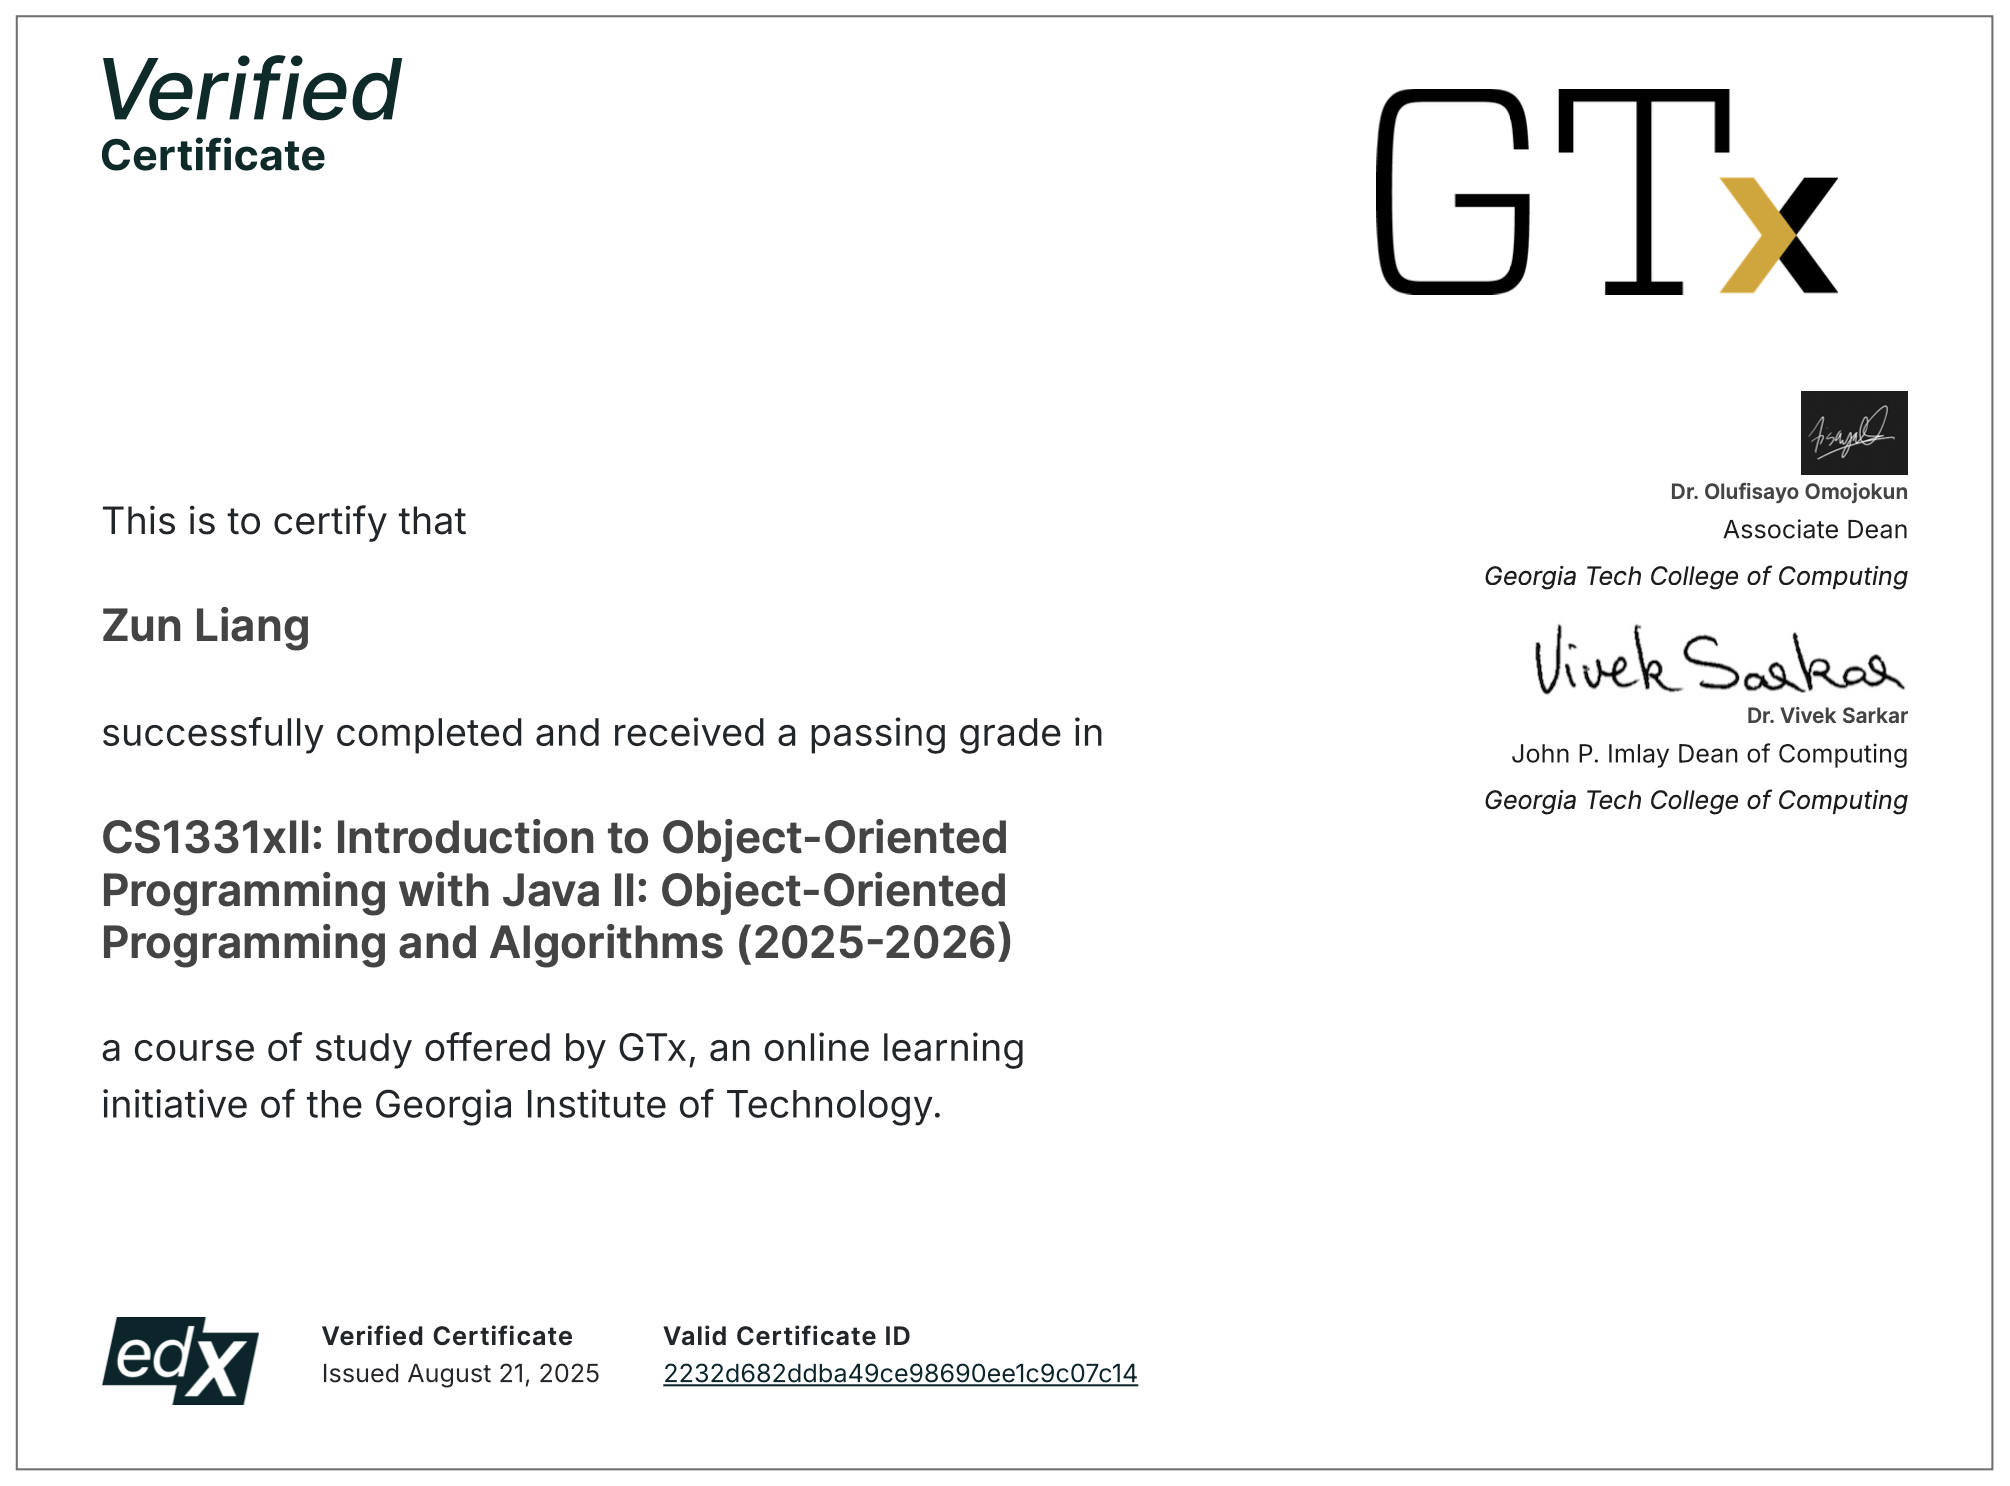 Verified
Certificate
GTx
This is to certify that
Zun Liang
successfully completed and received a passing grade in
CS1331xII: Introduction to Object-Oriented
Programming with Java II: Object-Oriented
Programming and Algorithms (2025-2026)
a course of study offered by GTx, an online learning
initiative of the Georgia Institute of Technology.
Dr. Olufisayo Omojokun
Associate Dean
Georgia Tech College of Computing
Vivek Sarkar
Dr. Vivek Sarkar
John P. Imlay Dean of Computing
Georgia Tech College of Computing
edX
Verified Certificate
Issued August 21, 2025
Valid Certificate ID
2232d682ddba49ce98690ee1c9c07c14